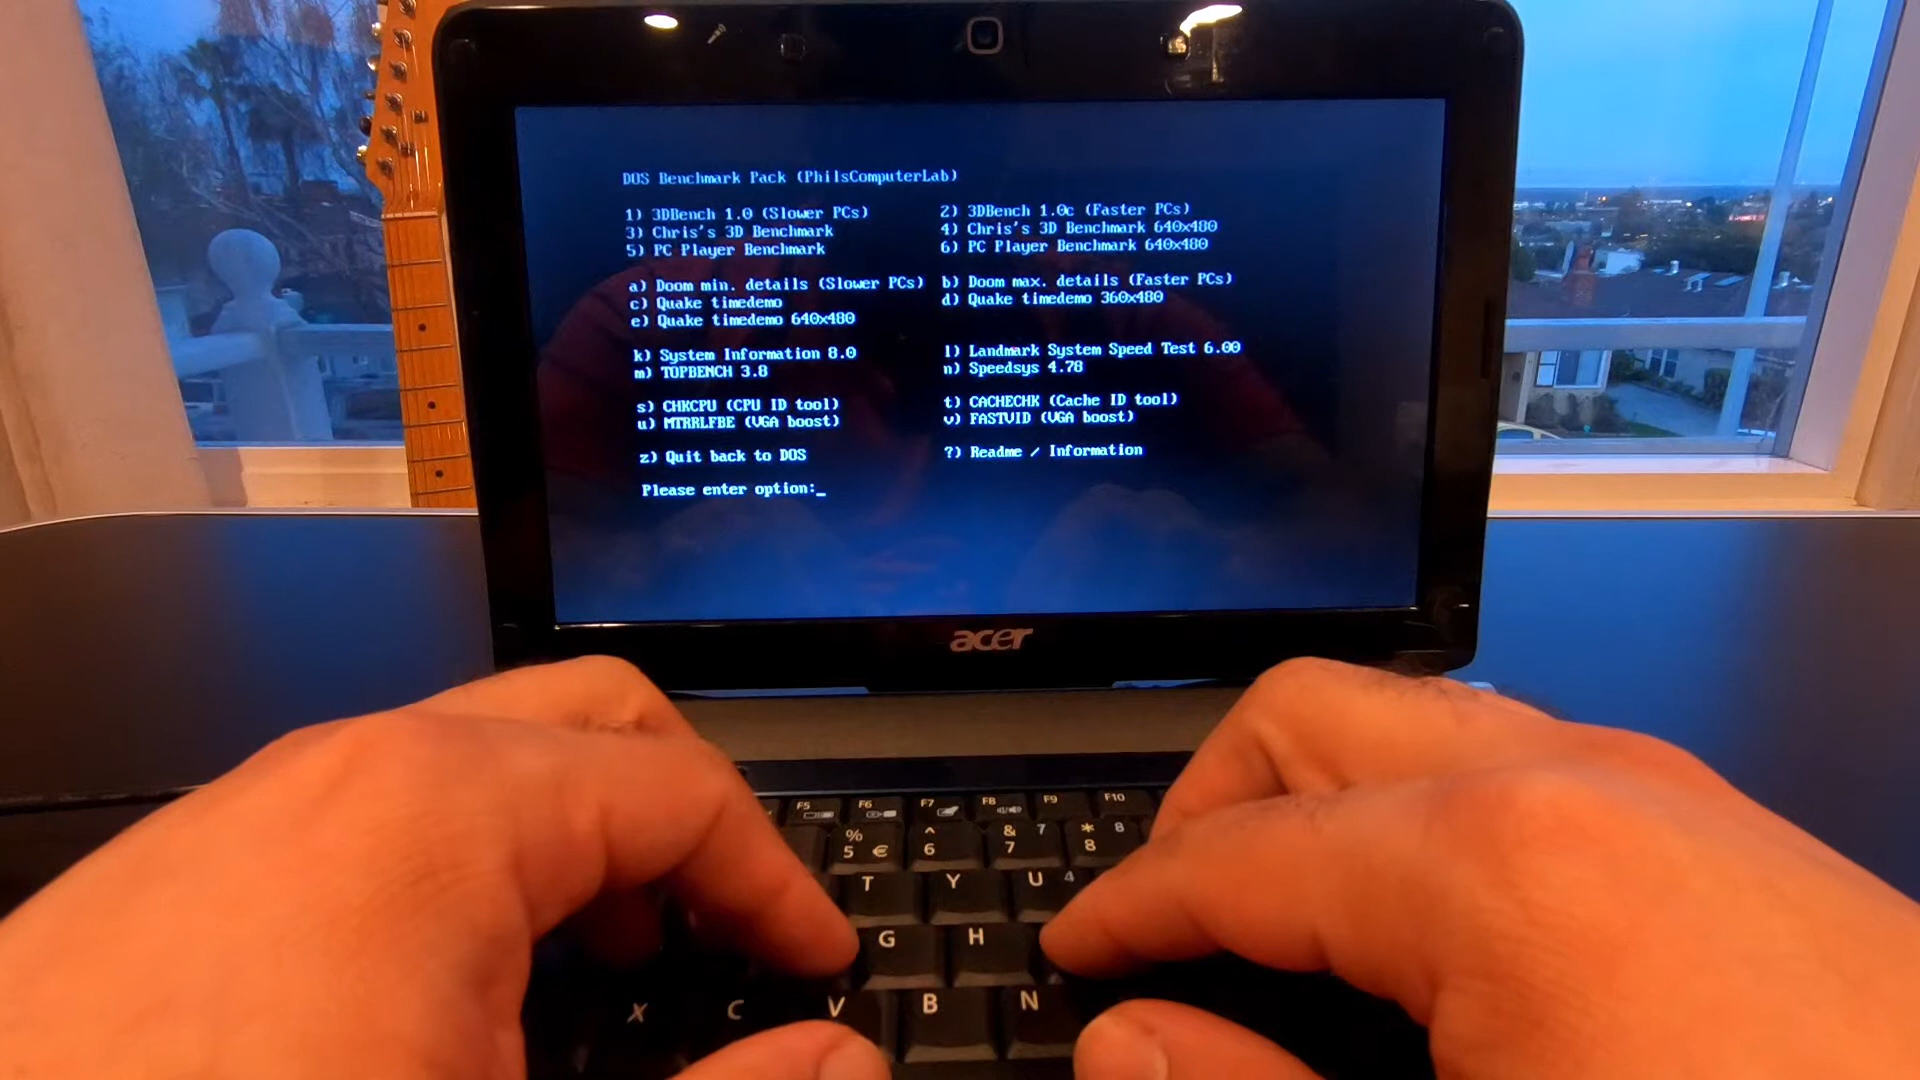 DOS Benchmark Pack (PhilsComputerLab)
1) 3DBench 1.0 (Slower PCs) 2) 3DBench 1.0c (Faster PCs)
3) Chris's 3D Benchmark 4) Chris's 3D Benchmark 640x480
5) PC Player Benchmark 6) PC Player Benchmark 640x480
a) Doom min. details (Slower PCs) b) Doom max. details (Faster PCs)
c) Quake timedemo d) Quake timedemo 360x480
e) Quake timedemo 640x480
k) System Information 8.0 l) Landmark System Speed Test 6.00
m) TOPBENCH 3.8 n) Speedsys 4.78
s) CHKCPU (CPU ID tool) t) CACHECHK (Cache ID tool)
u) MTRRLFBE (VGA boost) v) FASTVID (VGA boost)
z) Quit back to DOS ?) Readme / Information
Please enter option:_
acer
F5 F6 F7 F8 F9 F10
% ^ & 7 * 8
5 € 6 7 8
T Y U 4
G H
X C V B N